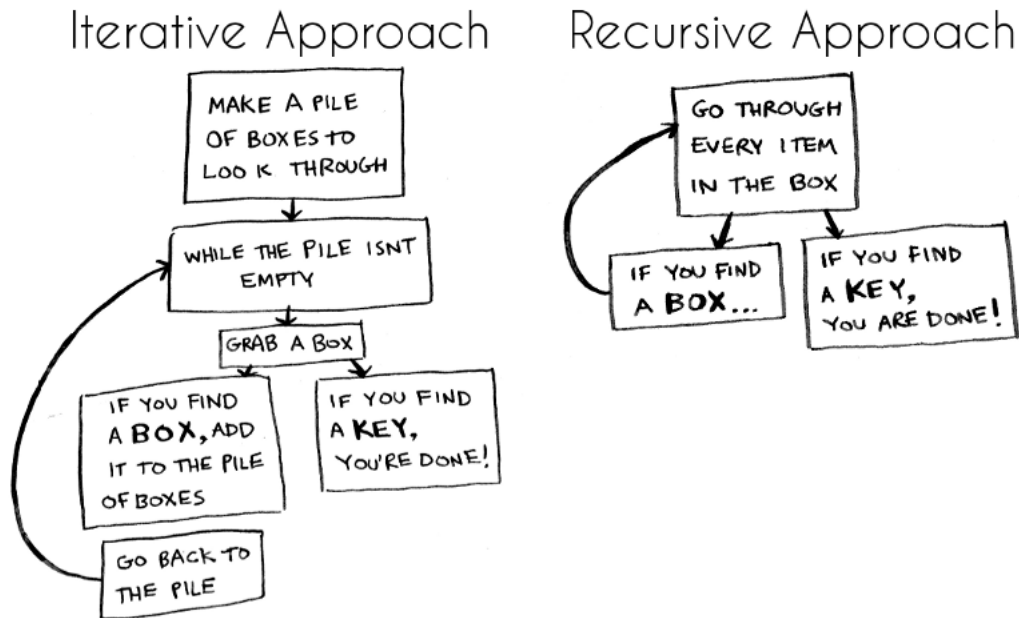 Iterative Approach
MAKE A PILE
OF BOXES TO
LOOK THROUGH
WHILE THE PILE ISNT
EMPTY
GRAB A BOX
IF YOU FIND
A BOX, ADD
IT TO THE PILE
OF BOXES
IF YOU FIND
A KEY,
YOU'RE DONE!
GO BACK TO
THE PILE
Recursive Approach
GO THROUGH
EVERY ITEM
IN THE BOX
IF YOU FIND
A BOX...
IF YOU FIND
A KEY,
YOU ARE DONE!